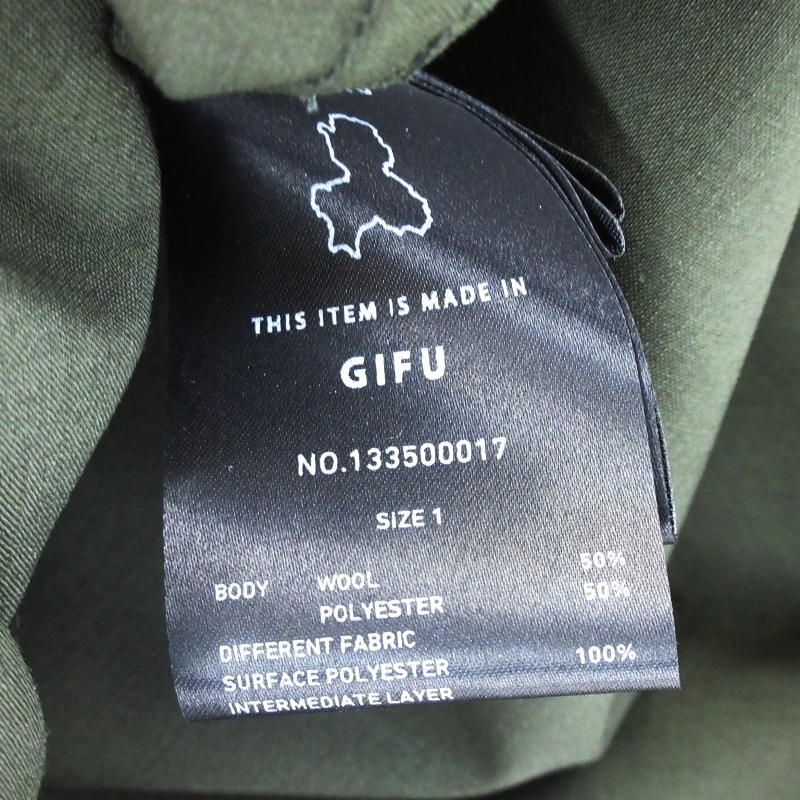 THIS ITEM IS MADE IN
GIFU
NO.133500017
SIZE 1
BODY WOOL 50%
POLYESTER 50%
DIFFERENT FABRIC
SURFACE POLYESTER 100%
INTERMEDIATE LAYER